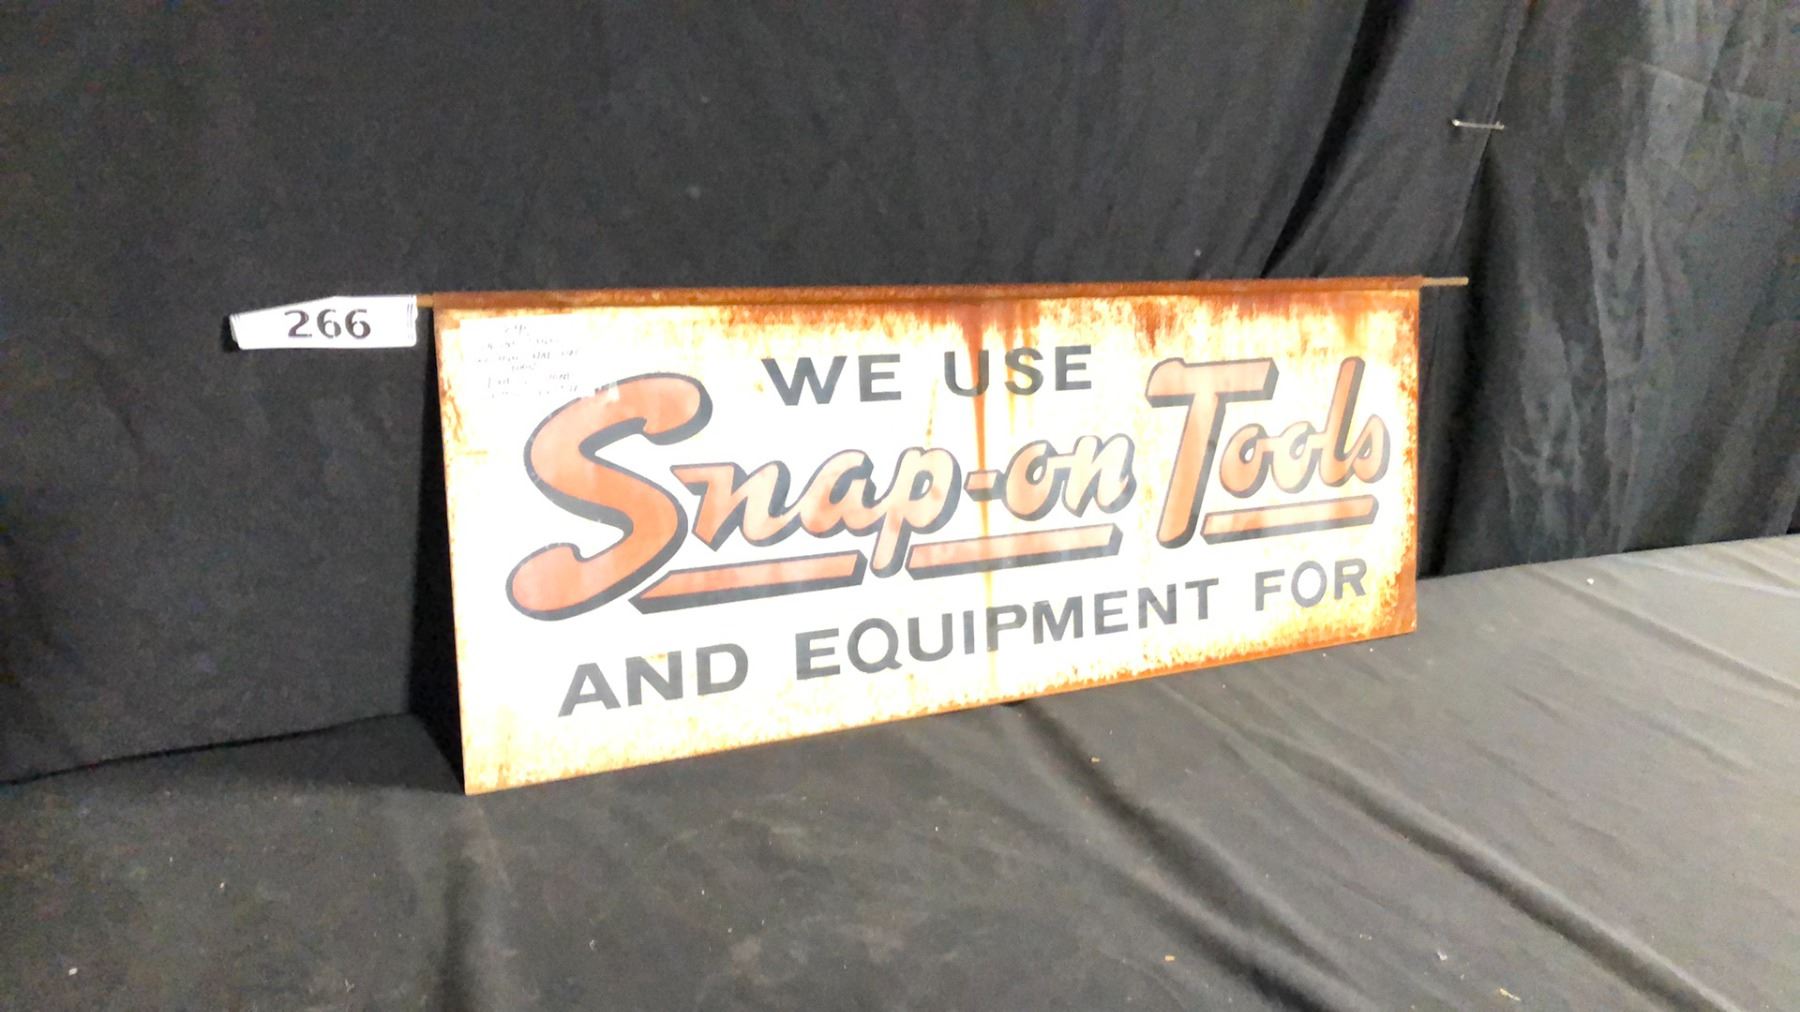 266
WE USE
Snap-on Tools
AND EQUIPMENT FOR